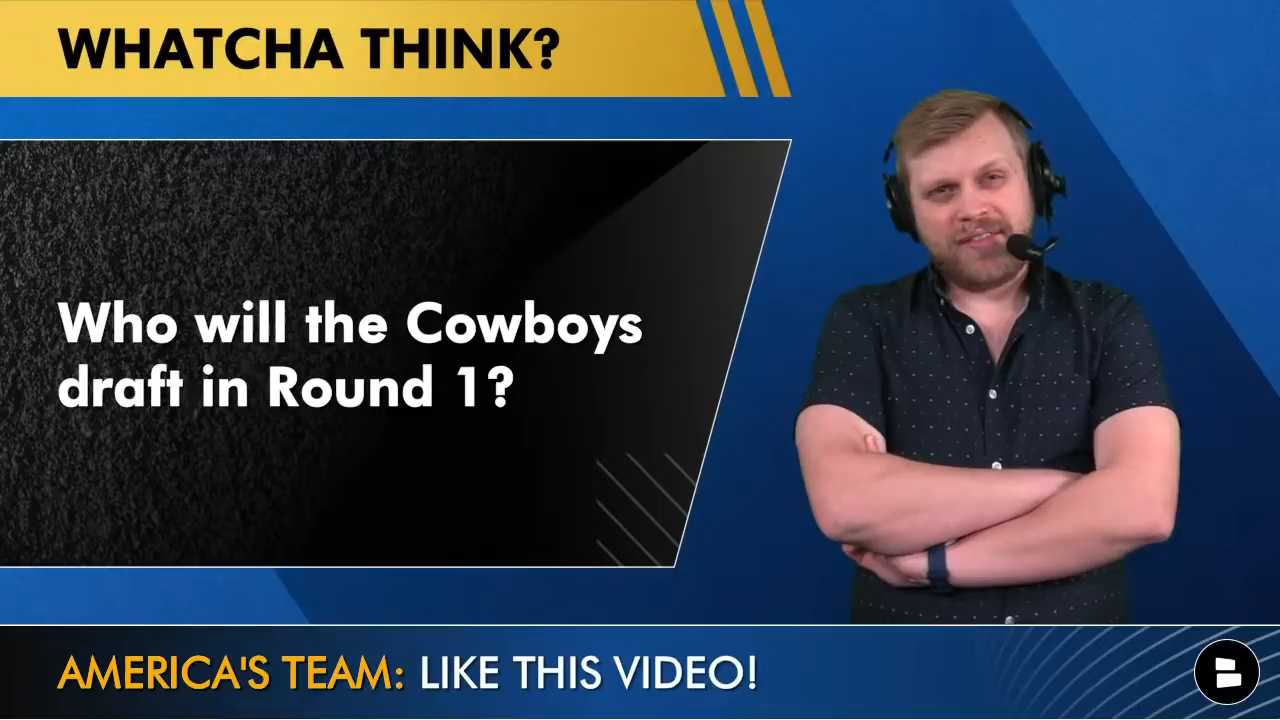 WHATCHA THINK?
Who will the Cowboys
draft in Round 1?
AMERICA'S TEAM: LIKE THIS VIDEO!